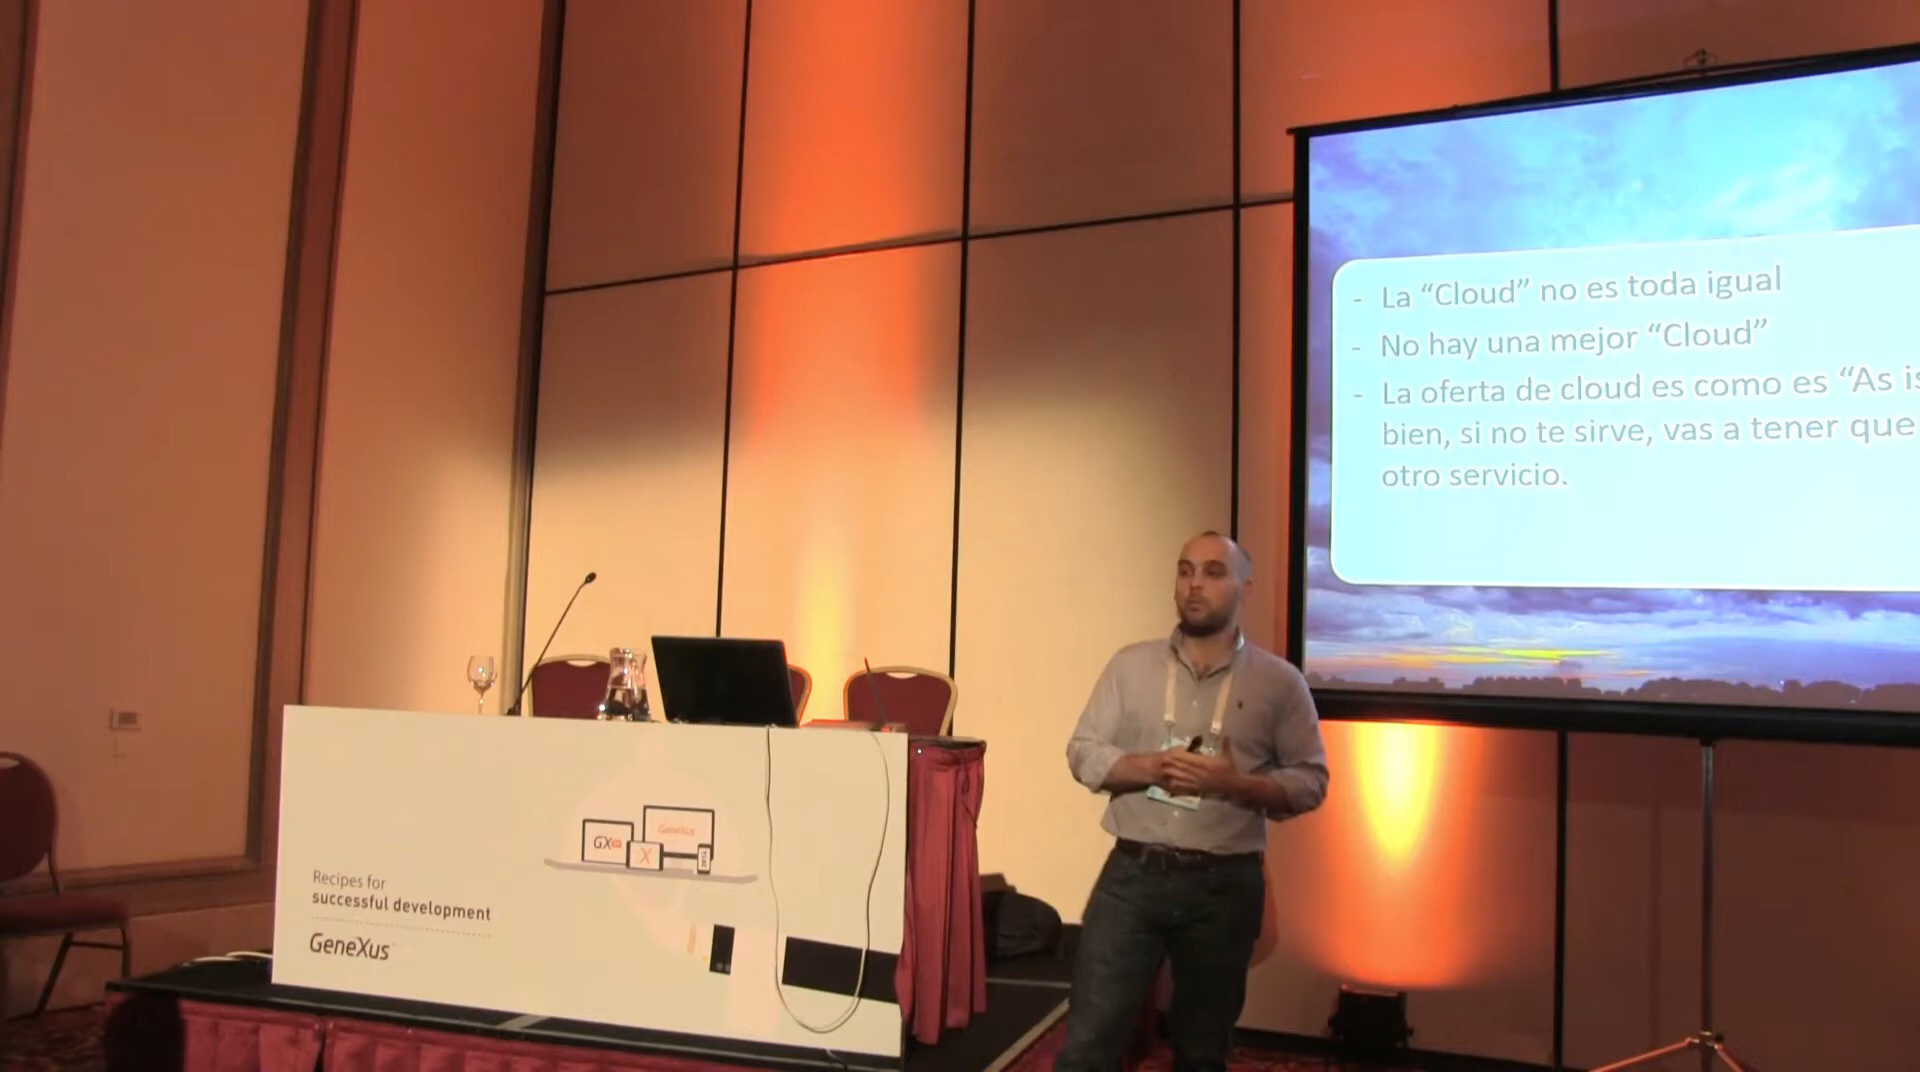 - La “Cloud” no es toda igual
- No hay una mejor “Cloud”
- La oferta de cloud es como es “As is
bien, si no te sirve, vas a tener que
otro servicio.
GX
GeneXus
X
Recipes for
successful development
GeneXus